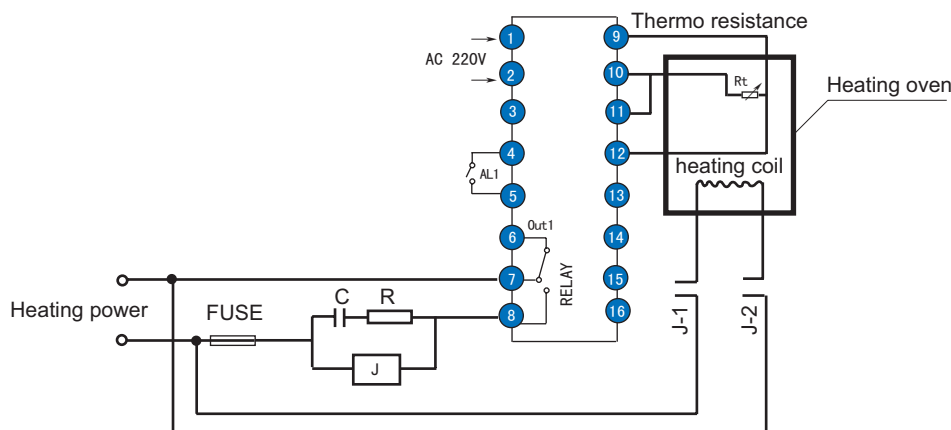 Thermo resistance
1
9
AC 220V
2
10
Rt
Heating oven
3
11
4
12
AL1
heating coil
5
13
Out1
6
14
RELAY
7
15
Heating power
FUSE
C
R
8
16
J
J-1
J-2